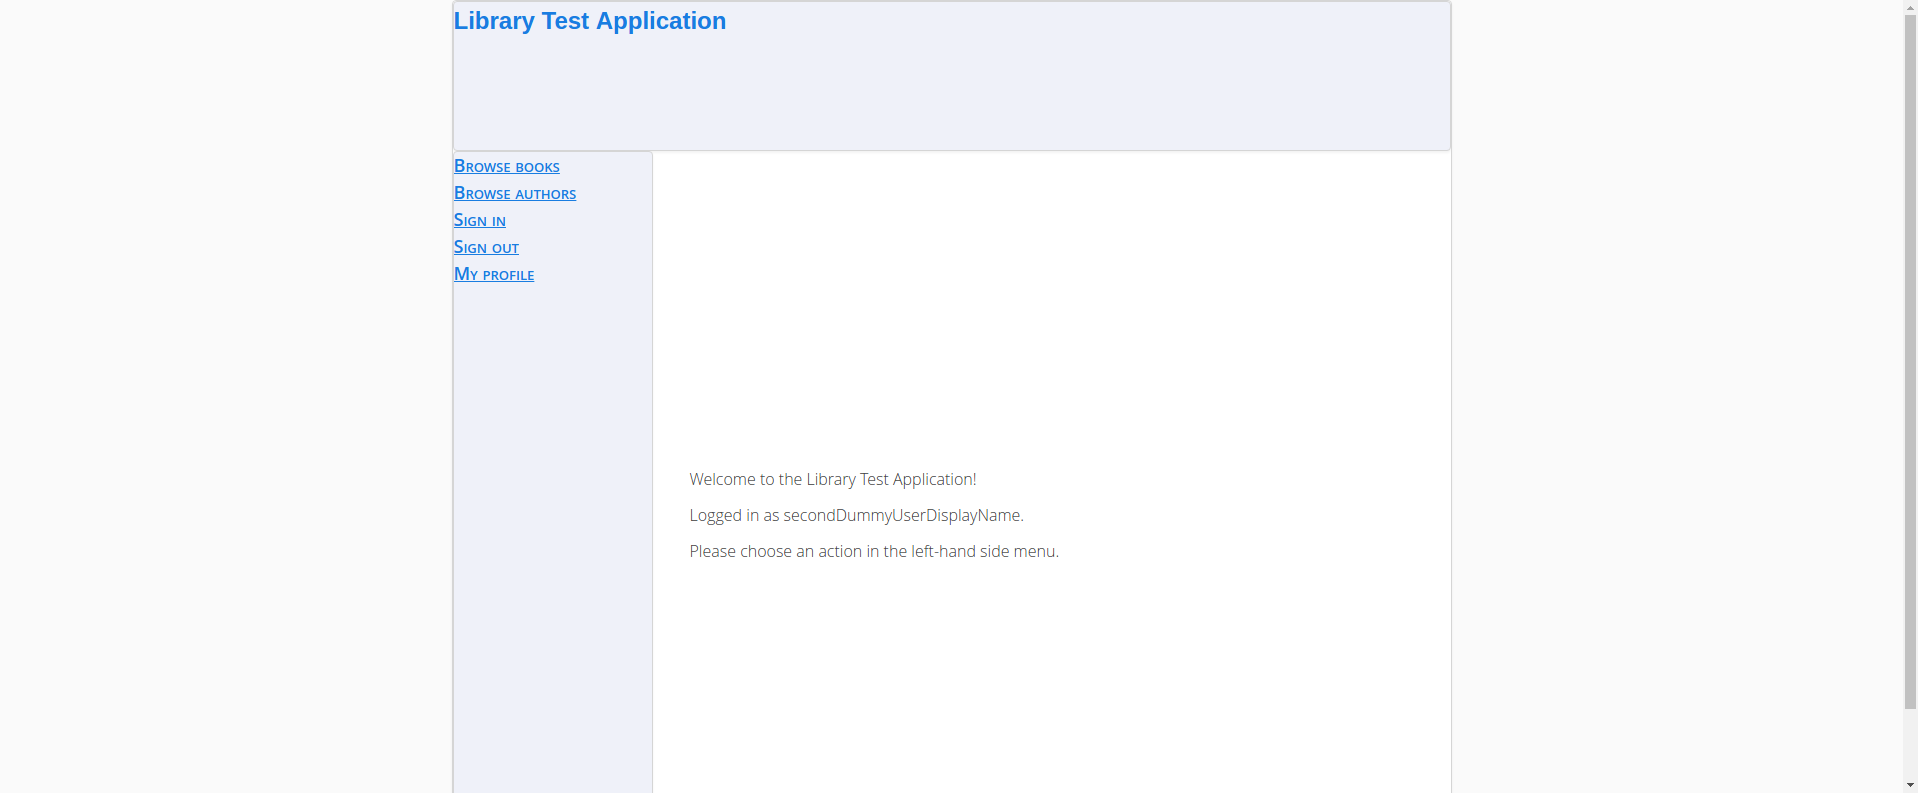 Library Test Application
Browse books
Browse authors
Sign in
Sign out
My profile
Welcome to the Library Test Application!
Logged in as secondDummyUserDisplayName.
Please choose an action in the left-hand side menu.